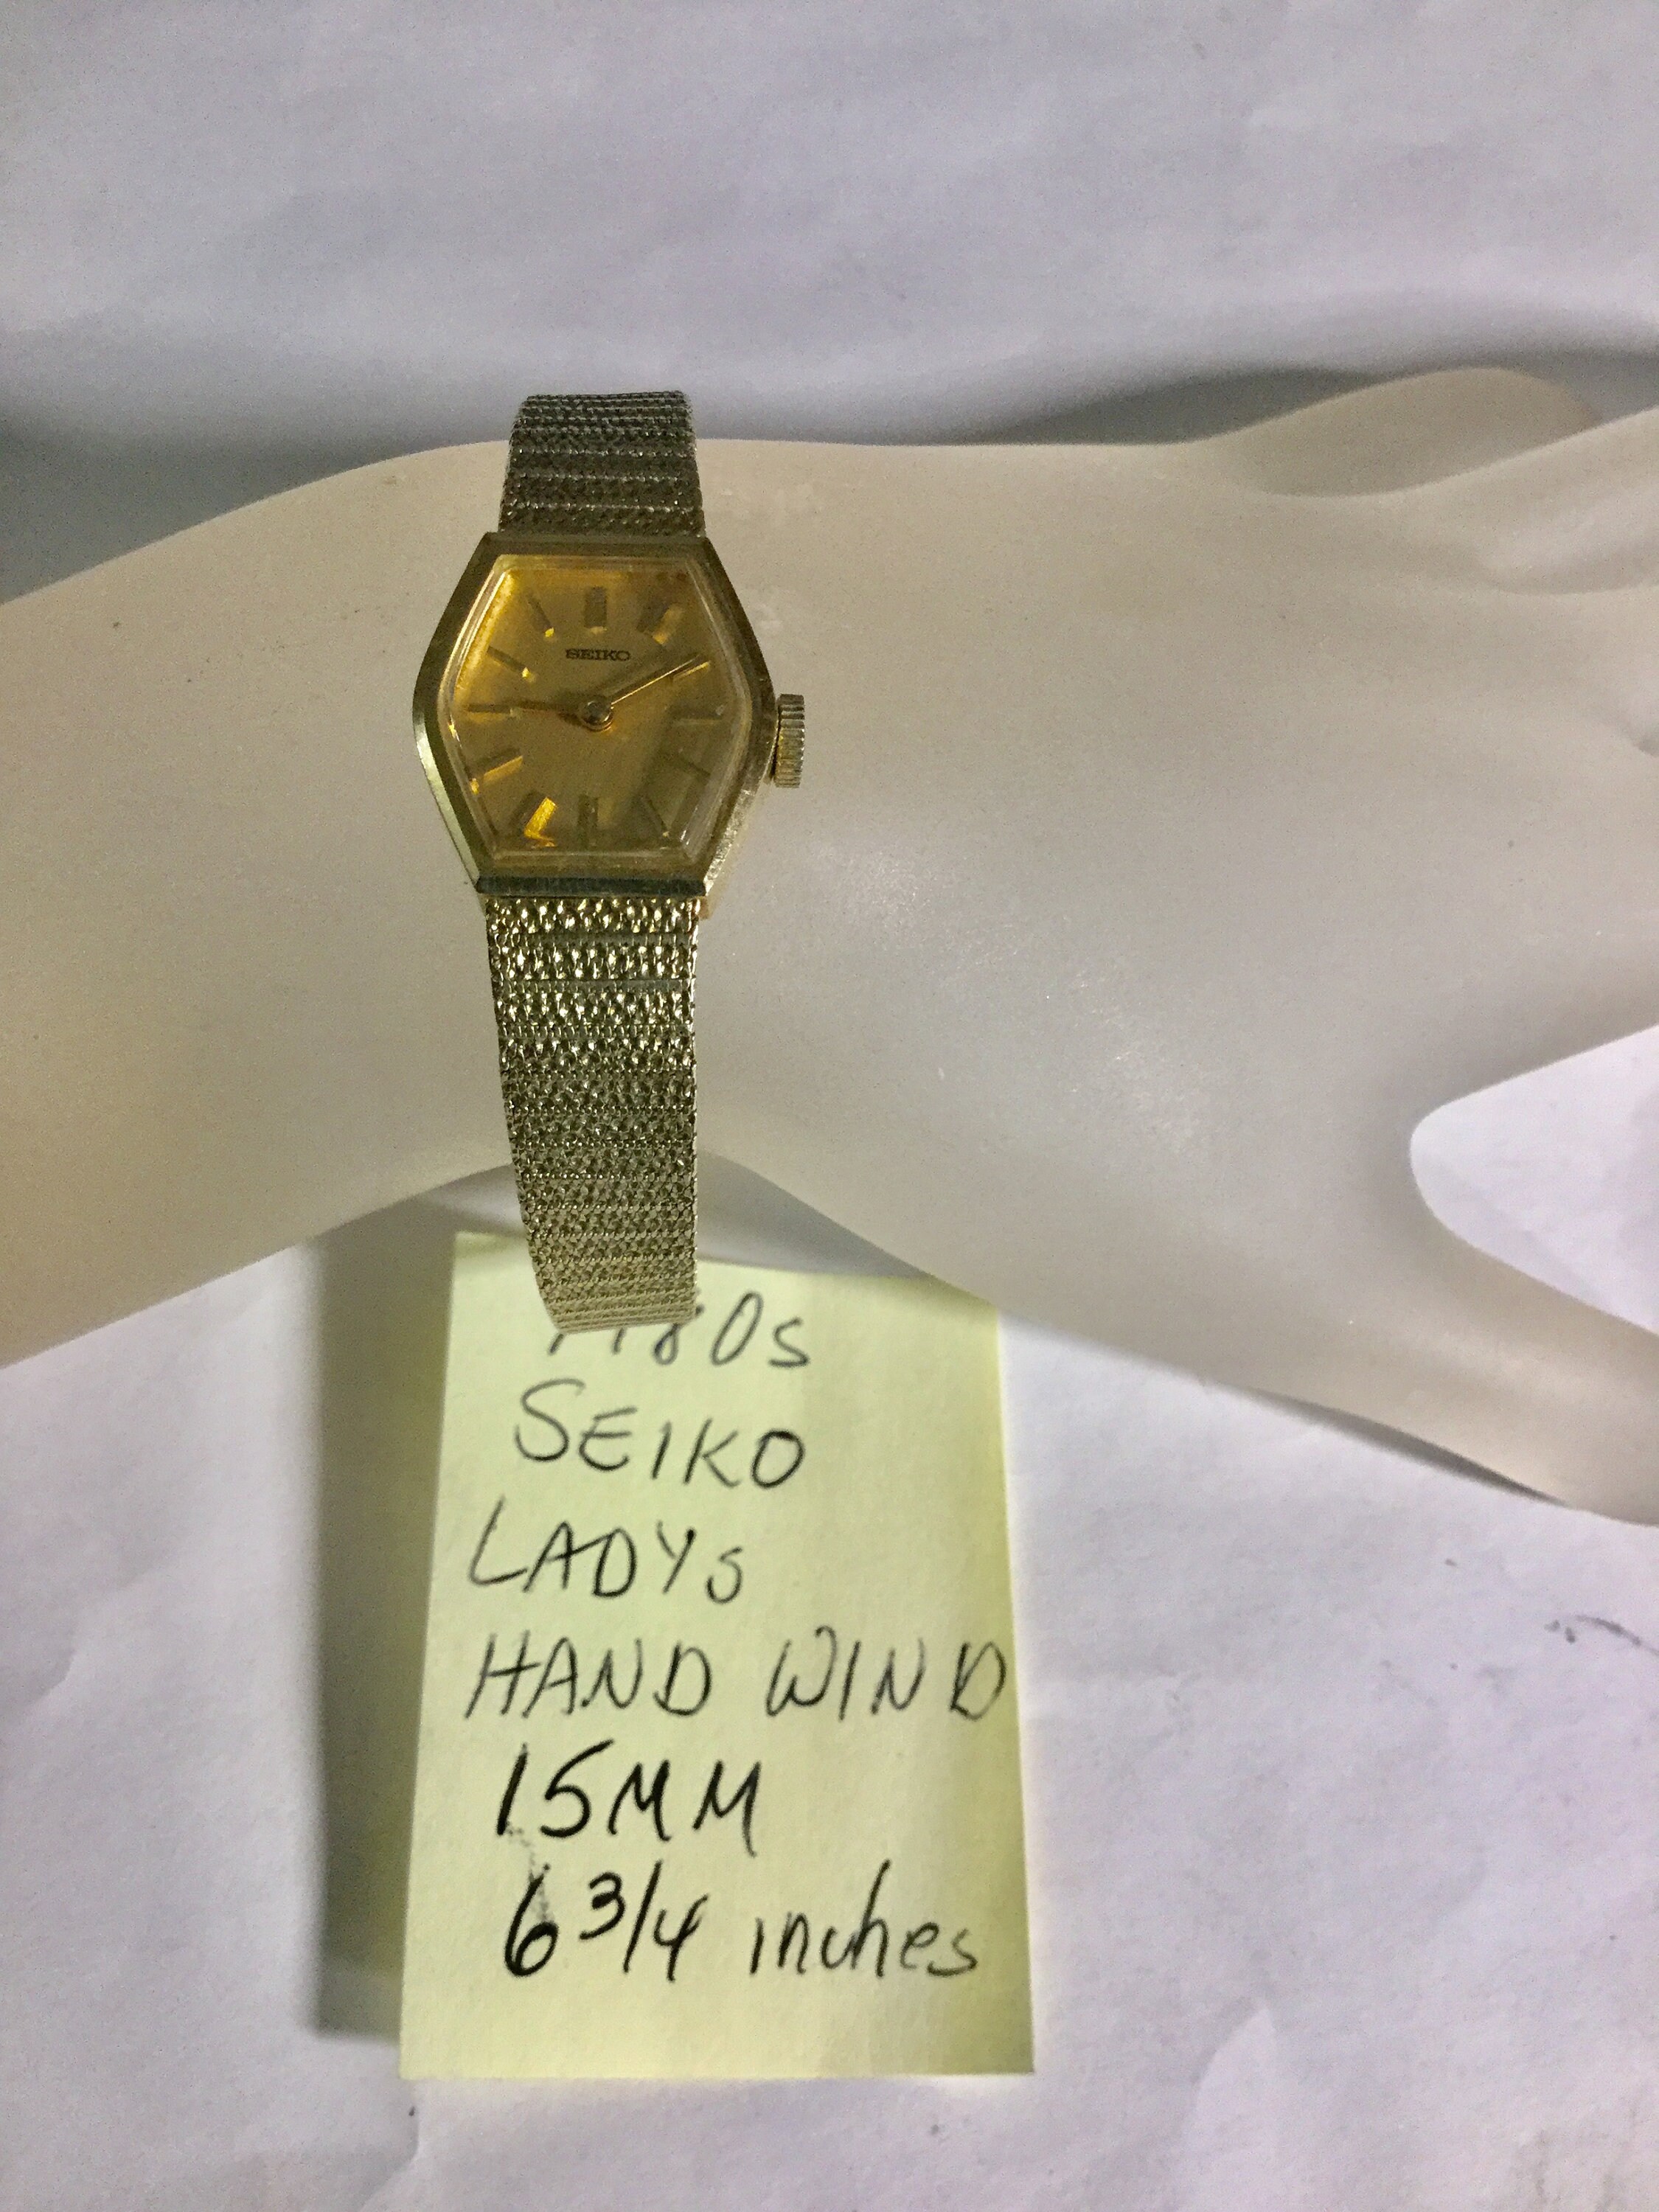 SEIKO
1980s
SEIKO
LADYS
HAND WIND
15MM
6 3/4 inches